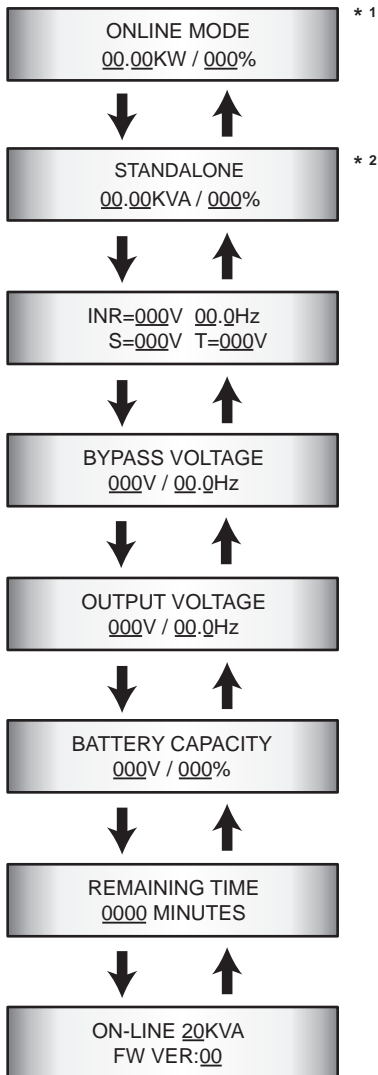 ONLINE MODE * 1
00.00KW / 000%
STANDALONE * 2
00.00KVA / 000%
INR=000V 00.0Hz
S=000V T=000V
BYPASS VOLTAGE
000V / 00.0Hz
OUTPUT VOLTAGE
000V / 00.0Hz
BATTERY CAPACITY
000V / 000%
REMAINING TIME
0000 MINUTES
ON-LINE 20KVA
FW VER:00